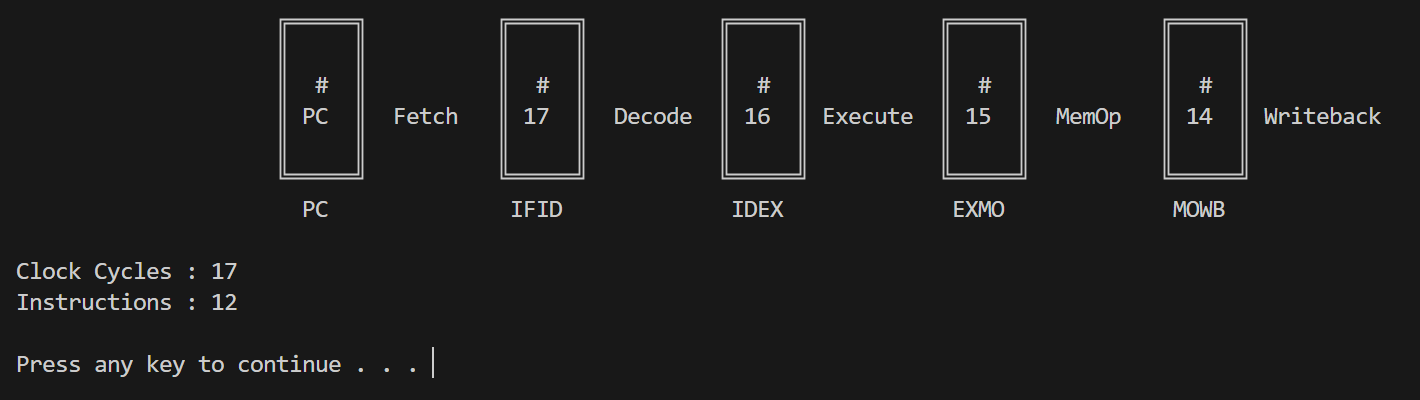 # # # # #
PC Fetch 17 Decode 16 Execute 15 MemOp 14 Writeback
PC IFID IDEX EXMO MOWB
Clock Cycles : 17
Instructions : 12
Press any key to continue . . .